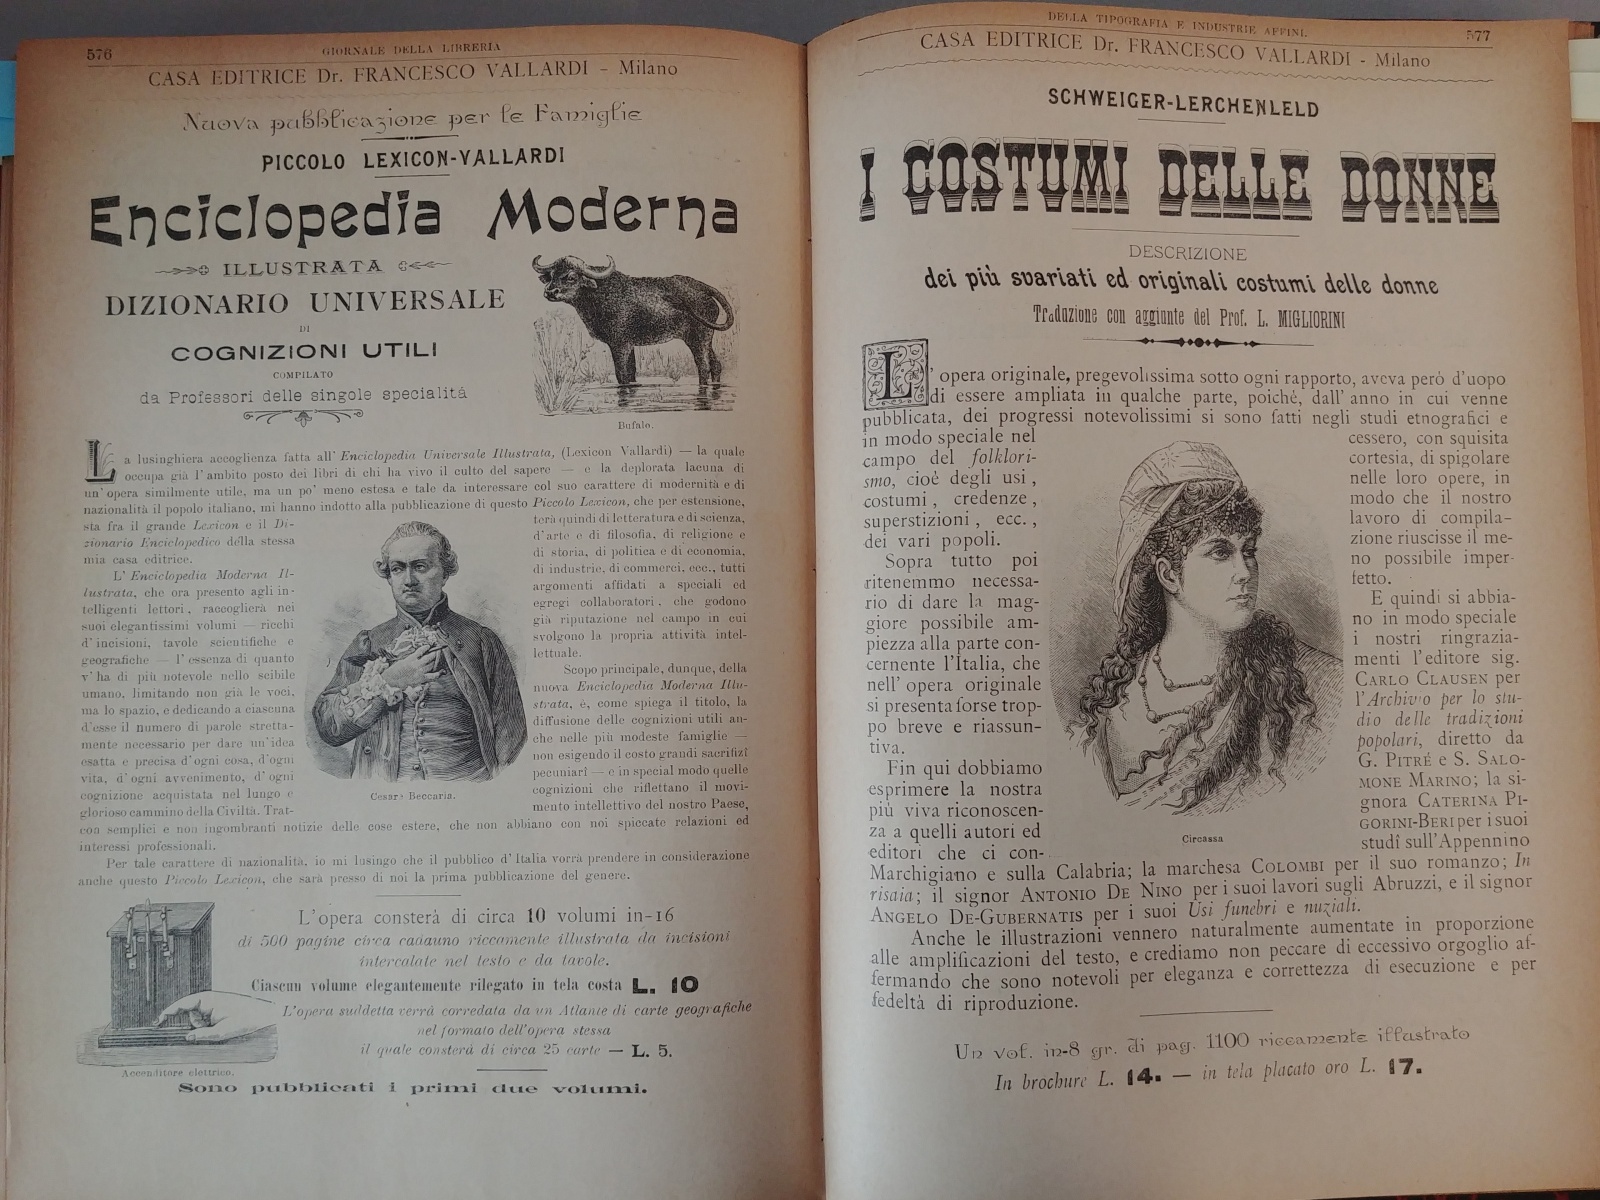 576
GIORNALE DELLA LIBRERIA
CASA EDITRICE Dr. FRANCESCO VALLARDI - Milano
Nuova pubblicazione per le Famiglie
PICCOLO LEXICON-VALLARDI
Enciclopedia Moderna
ILLUSTRATA
DIZIONARIO UNIVERSALE
DI
COGNIZIONI UTILI
COMPILATO
da Professori delle singole specialitá
Bufalo.
La lusinghiera accoglienza fatta all' Enciclopedia Universale Illustrata, (Lexicon Vallardi) — la quale
occupa già l'ambito posto dei libri di chi ha vivo il culto del sapere — e la deplorata lacuna di
un'opera similmente utile, ma un po' meno estesa e tale da interessare col suo carattere di modernità e di
nazionalità il popolo italiano, mi hanno indotto alla pubblicazione di questo Piccolo Lexicon, che per estensione,
sta fra il grande Lexicon e il Di-
zionario Enciclopedico della stessa
mia casa editrice.
L' Enciclopedia Moderna Il-
lustrata, che ora presento agli in-
telligenti lettori, raccoglierà nei
suoi elegantissimi volumi — ricchi
d'incisioni, tavole scientifiche e
geografiche — l'essenza di quanto
v'ha di più notevole nello scibile
umano, limitando non già le voci,
ma lo spazio, e dedicando a ciascuna
d'esse il numero di parole stretta-
mente necessario per dare un'idea
esatta e precisa d'ogni cosa, d'ogni
vita, d'ogni avvenimento, d'ogni
cognizione acquistata nel lungo e
glorioso cammino della Civiltà. Trat-
terà quindi di letteratura e di scienza,
d'arte e di filosofia, di religione e
di storia, di politica e di economia,
di industrie, di commerci, ecc., tutti
argomenti affidati a speciali ed
egregi collaboratori, che godono
già riputazione nel campo in cui
svolgono la propria attività intel-
lettuale.
Scopo principale, dunque, della
nuova Enciclopedia Moderna Illu-
strata, è, come spiega il titolo, la
diffusione delle cognizioni utili an-
che nelle più modeste famiglie —
non esigendo il costo grandi sacrifizî
pecuniarî — e in special modo quelle
cognizioni che riflettano il movi-
mento intellettivo del nostro Paese,
Cesare Beccaria.
con semplici e non ingombranti notizie delle cose estere, che non abbiano con noi spiccate relazioni ed
interessi professionali.
Per tale carattere di nazionalità, io mi lusingo che il pubblico d'Italia vorrà prendere in considerazione
anche questo Piccolo Lexicon, che sarà presso di noi la prima pubblicazione del genere.
L'opera consterà di circa 10 volumi in-16
di 500 pagine circa cadauno riccamente illustrata da incisioni
intercalate nel testo e da tavole.
Ciascun volume elegantemente rilegato in tela costa L. 10
L'opera suddetta verrà corredata da un Atlante di carte geografiche
nel formato dell'opera stessa
il quale consterà di circa 25 carte — L. 5.
Accenditore elettrico.
Sono pubblicati i primi due volumi.
DELLA TIPOGRAFIA E INDUSTRIE AFFINI.
577
CASA EDITRICE Dr. FRANCESCO VALLARDI - Milano
SCHWEIGER-LERCHENLELD
I COSTUMI DELLE DONNE
DESCRIZIONE
dei più svariati ed originali costumi delle donne
Traduzione con aggiunte del Prof. L. MIGLIORINI
L'opera originale, pregevolissima sotto ogni rapporto, aveva però d'uopo
di essere ampliata in qualche parte, poichè, dall'anno in cui venne
pubblicata, dei progressi notevolissimi si sono fatti negli studi etnografici e
in modo speciale nel
campo del folklori-
smo, cioè degli usi,
costumi, credenze,
superstizioni, ecc.,
dei vari popoli.
Sopra tutto poi
ritenemmo necessa-
rio di dare la mag-
giore possibile am-
piezza alla parte con-
cernente l'Italia, che
nell'opera originale
si presenta forse trop-
po breve e riassun-
tiva.
Fin qui dobbiamo
esprimere la nostra
più viva riconoscen-
za a quelli autori ed
editori che ci con-
cessero, con squisita
cortesia, di spigolare
nelle loro opere, in
modo che il nostro
lavoro di compila-
zione riuscisse il me-
no possibile imper-
fetto.
E quindi si abbia-
no in modo speciale
i nostri ringrazia-
menti l'editore sig.
CARLO CLAUSEN per
l'Archivio per lo stu-
dio delle tradizioni
popolari, diretto da
G. PITRÉ e S. SALO-
MONE MARINO; la si-
gnora CATERINA PI-
GORINI-BERI per i suoi
studî sull'Appennino
Circassa
Marchigiano e sulla Calabria; la marchesa COLOMBI per il suo romanzo; In
risaia; il signor ANTONIO DE NINO per i suoi lavori sugli Abruzzi, e il signor
ANGELO DE-GUBERNATIS per i suoi Usi funebri e nuziali.
Anche le illustrazioni vennero naturalmente aumentate in proporzione
alle amplificazioni del testo, e crediamo non peccare di eccessivo orgoglio af-
fermando che sono notevoli per eleganza e correttezza di esecuzione e per
fedeltà di riproduzione.
Un vol. in-8 gr. di pag. 1100 riccamente illustrato
In brochure L. 14. — in tela placato oro L. 17.